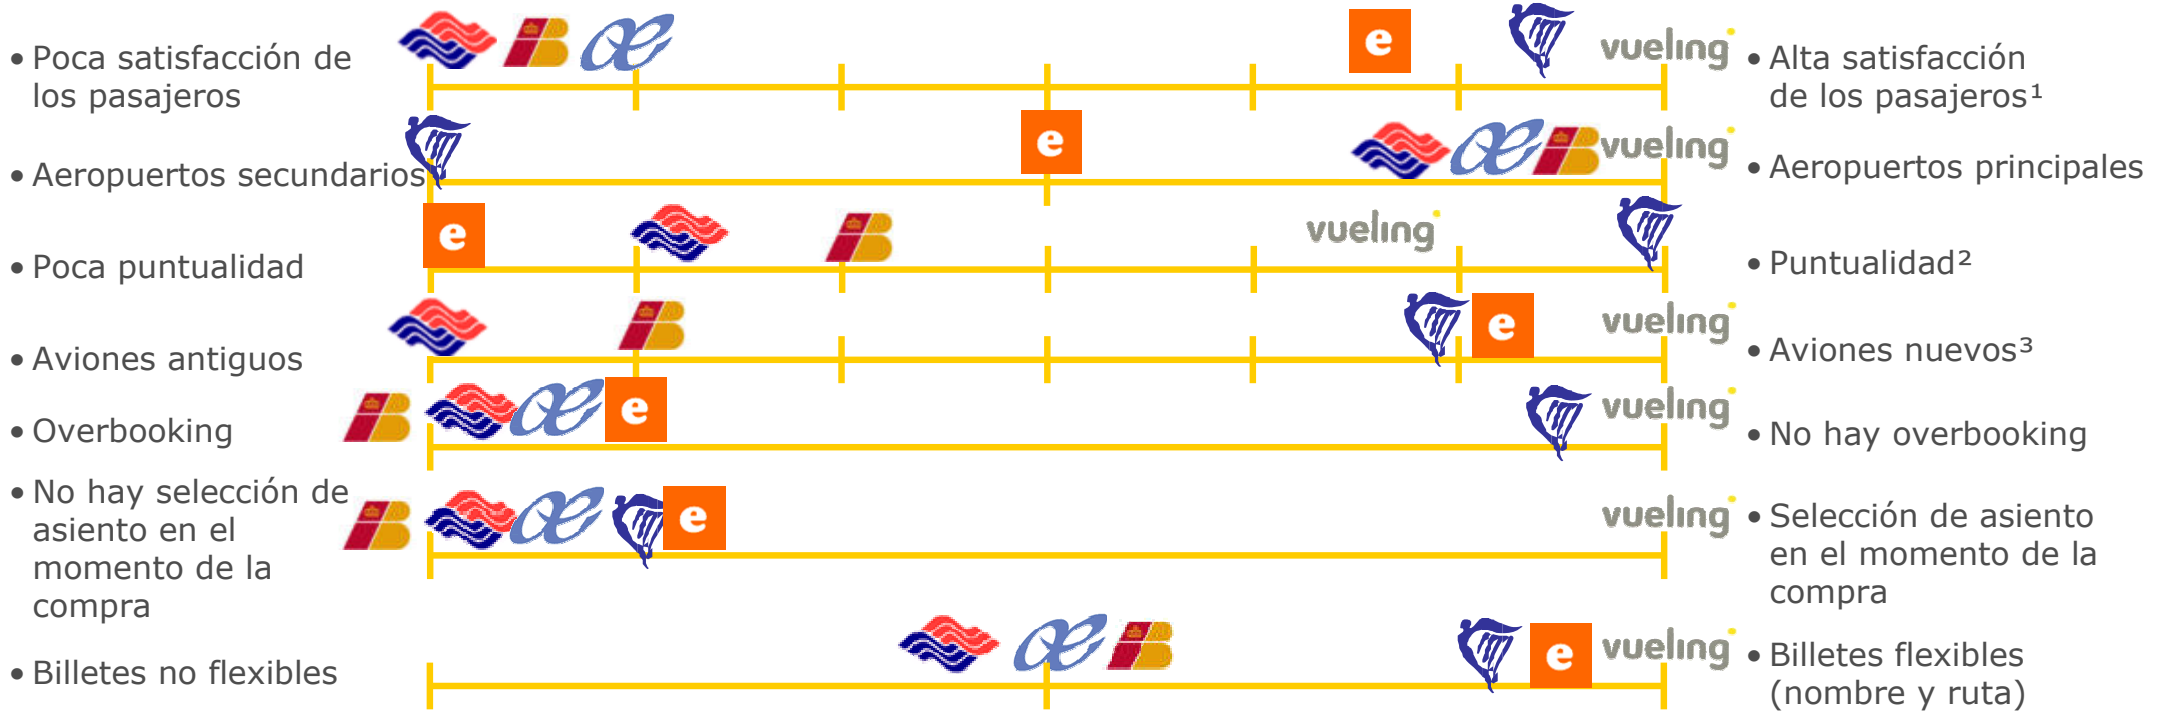 • Poca satisfacción de
los pasajeros
e
vueling
• Alta satisfacción
de los pasajeros¹
• Aeropuertos secundarios
e
vueling
• Aeropuertos principales
• Poca puntualidad
e
vueling
• Puntualidad²
• Aviones antiguos
e
vueling
• Aviones nuevos³
• Overbooking
e
vueling
• No hay overbooking
• No hay selección de
asiento en el
momento de la
compra
e
vueling
• Selección de asiento
en el momento de la
compra
• Billetes no flexibles
e
vueling
• Billetes flexibles
(nombre y ruta)